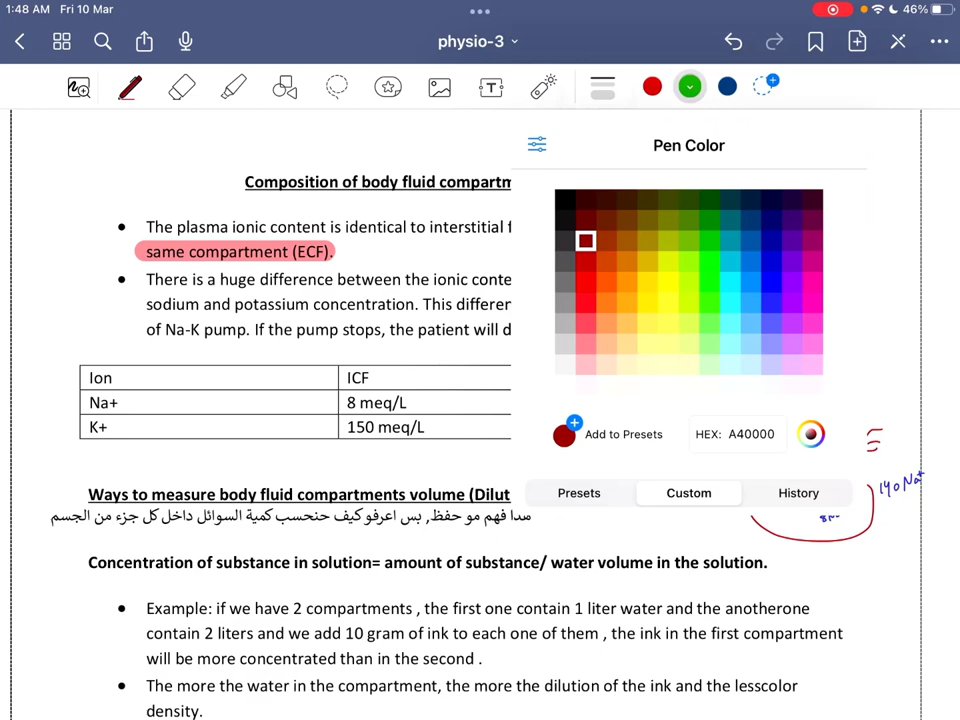 1:48 AM Fri 10 Mar
46%
physio-3
Pen Color
Composition of body fluid compartm
The plasma ionic content is identical to interstitial f
same compartment (ECF).
There is a huge difference between the ionic conte
sodium and potassium concentration. This differen
of Na-K pump. If the pump stops, the patient will d
Ion ICF
Na+ 8 meq/L
K+ 150 meq/L
Add to Presets
HEX: A40000
Presets
Custom
History
140 Na+
Ways to measure body fluid compartments volume (Dilut
مدا فهم مو حفظ, بس اعرفو كيف حنحسب كمية السوائل داخل كل جزء من الجسم
Concentration of substance in solution= amount of substance/ water volume in the solution.
Example: if we have 2 compartments , the first one contain 1 liter water and the anotherone
contain 2 liters and we add 10 gram of ink to each one of them , the ink in the first compartment
will be more concentrated than in the second .
The more the water in the compartment, the more the dilution of the ink and the lesscolor
density.